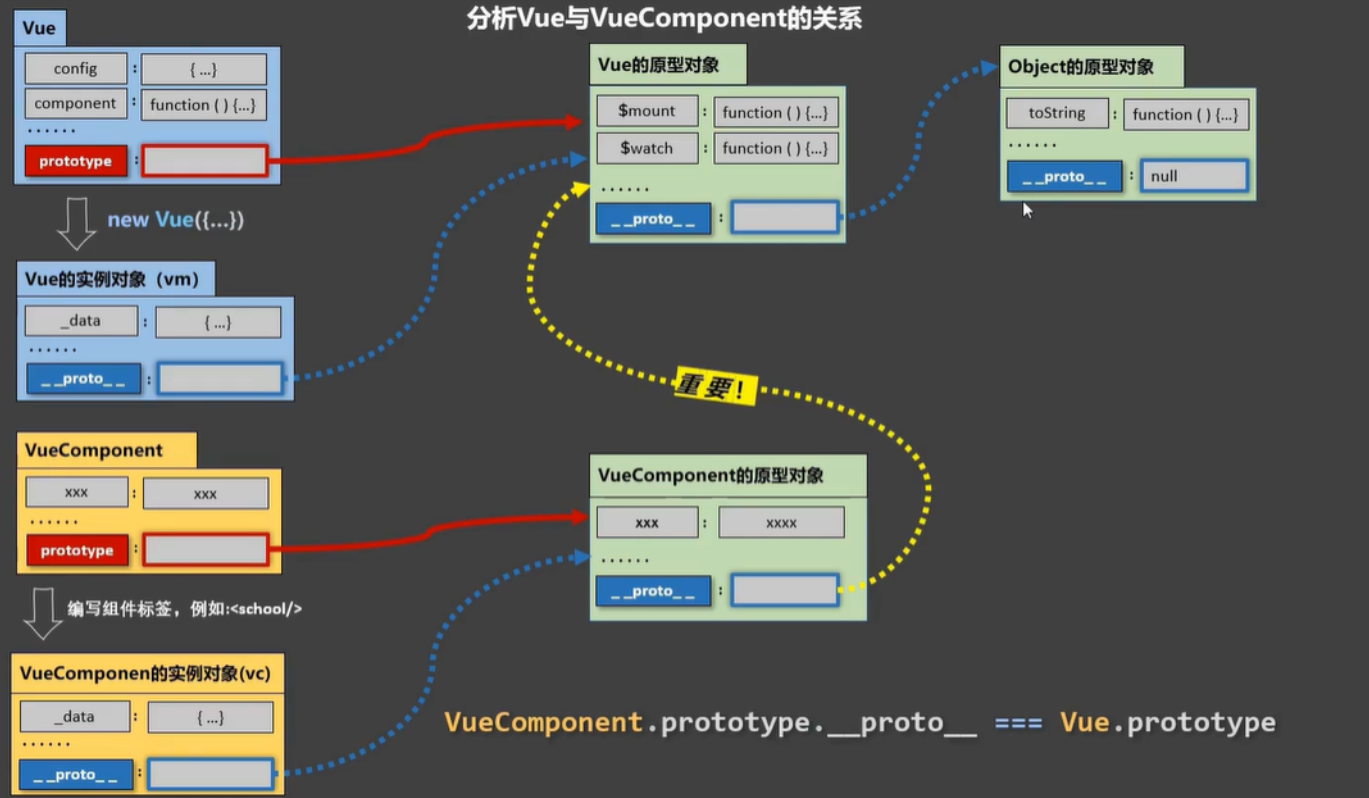 分析Vue与VueComponent的关系
Vue
config : { ...}
component : function ( ) {...}
······
prototype :
new Vue({...})
Vue的实例对象（vm）
_data : { ...}
······
_ _proto_ _ :
VueComponent
xxx : xxx
······
prototype :
编写组件标签，例如:<school/>
VueComponen的实例对象(vc)
_data : { ...}
······
_ _proto_ _ :
Vue的原型对象
$mount : function ( ) {...}
$watch : function ( ) {...}
······
_ _proto_ _ :
Object的原型对象
toString : function ( ) {...}
······
_ _proto_ _ : null
重要！
VueComponent的原型对象
xxx : xxxx
······
_ _proto_ _ :
VueComponent.prototype.__proto__ === Vue.prototype